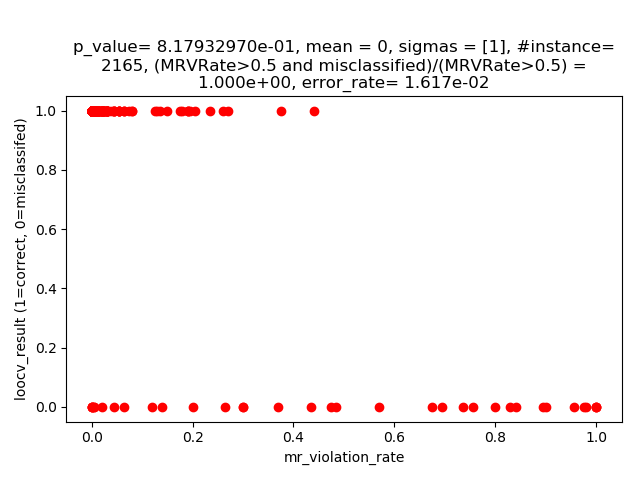 p_value= 8.17932970e-01, mean = 0, sigmas = [1], #instance=
2165, (MRVRate>0.5 and misclassified)/(MRVRate>0.5) =
1.000e+00, error_rate= 1.617e-02
loocv_result (1=correct, 0=misclassifed)
1.0
0.8
0.6
0.4
0.2
0.0
0.0 0.2 0.4 0.6 0.8 1.0
mr_violation_rate